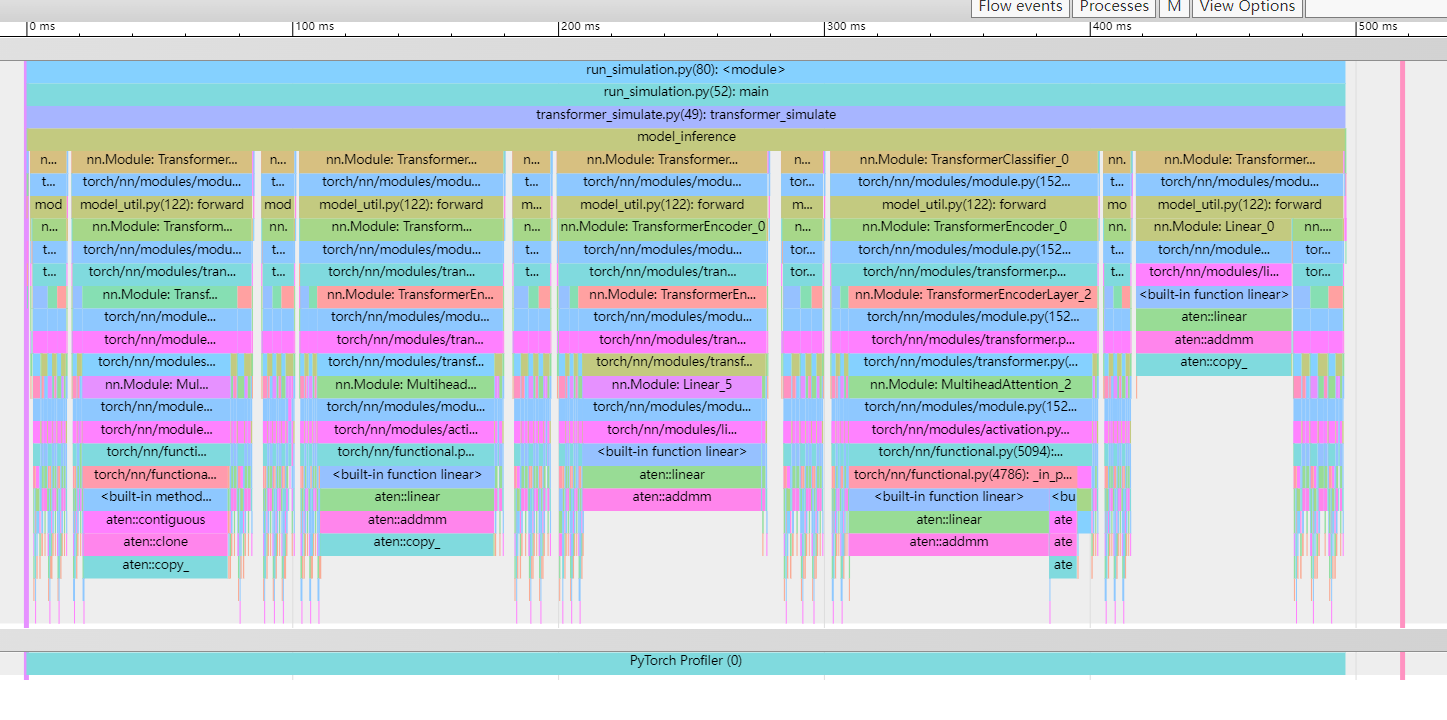 Flow events Processes M View Options
0 ms 100 ms 200 ms 300 ms 400 ms 500 ms
run_simulation.py(80): <module>
run_simulation.py(52): main
transformer_simulate.py(49): transformer_simulate
model_inference
n... nn.Module: Transformer... n... nn.Module: Transformer... n... nn.Module: Transformer... n... nn.Module: TransformerClassifier_0 nn. nn.Module: Transformer...
t... torch/nn/modules/modu... t... torch/nn/modules/modu... t... torch/nn/modules/modu... tor... torch/nn/modules/module.py(152... t... torch/nn/modules/modu...
mod model_util.py(122): forward mod model_util.py(122): forward m... model_util.py(122): forward m... model_util.py(122): forward mo model_util.py(122): forward
n... nn.Module: Transform... nn. nn.Module: Transform... n... nn.Module: TransformerEncoder_0 n... nn.Module: TransformerEncoder_0 nn. nn.Module: Linear_0 nn....
t... torch/nn/modules/modu... t... torch/nn/modules/modu... t... torch/nn/modules/modu... tor... torch/nn/modules/module.py(152... t... torch/nn/module... tor...
t... torch/nn/modules/tran... t... torch/nn/modules/tran... t... torch/nn/modules/tran... tor... torch/nn/modules/transformer.p... t... torch/nn/modules/li... tor...
nn.Module: Transf... nn.Module: TransformerEn... nn.Module: TransformerEn... nn.Module: TransformerEncoderLayer_2 <built-in function linear>
torch/nn/module... torch/nn/modules/modu... torch/nn/modules/modu... torch/nn/modules/module.py(152... aten::linear
torch/nn/module... torch/nn/modules/tran... torch/nn/modules/tran... torch/nn/modules/transformer.p... aten::addmm
torch/nn/modules... torch/nn/modules/transf... torch/nn/modules/transf... torch/nn/modules/transformer.py(... aten::copy_
nn.Module: Mul... nn.Module: Multihead... nn.Module: Linear_5 nn.Module: MultiheadAttention_2
torch/nn/module... torch/nn/modules/modu... torch/nn/modules/modu... torch/nn/modules/module.py(152...
torch/nn/module... torch/nn/modules/acti... torch/nn/modules/li... torch/nn/modules/activation.py...
torch/nn/functi... torch/nn/functional.p... <built-in function linear> torch/nn/functional.py(5094):...
torch/nn/functiona... <built-in function linear> aten::linear torch/nn/functional.py(4786): _in_p...
<built-in method... aten::linear aten::addmm <built-in function linear> <bu
aten::contiguous aten::addmm aten::linear ate
aten::clone aten::copy_ aten::addmm ate
aten::copy_ ate
PyTorch Profiler (0)